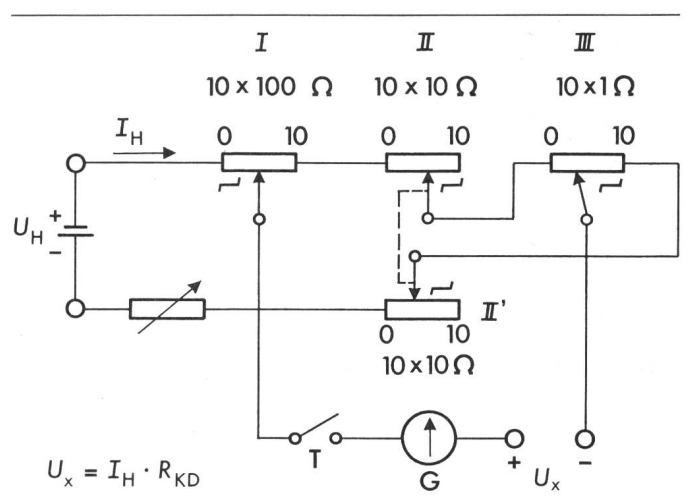 I II III
10 x 100 Ω 10 x 10 Ω 10 x 1 Ω
I_H 0 10 0 10 0 10
U_H + −
II'
0 10
10 x 10 Ω
T G + U_x −
U_x = I_H · R_KD